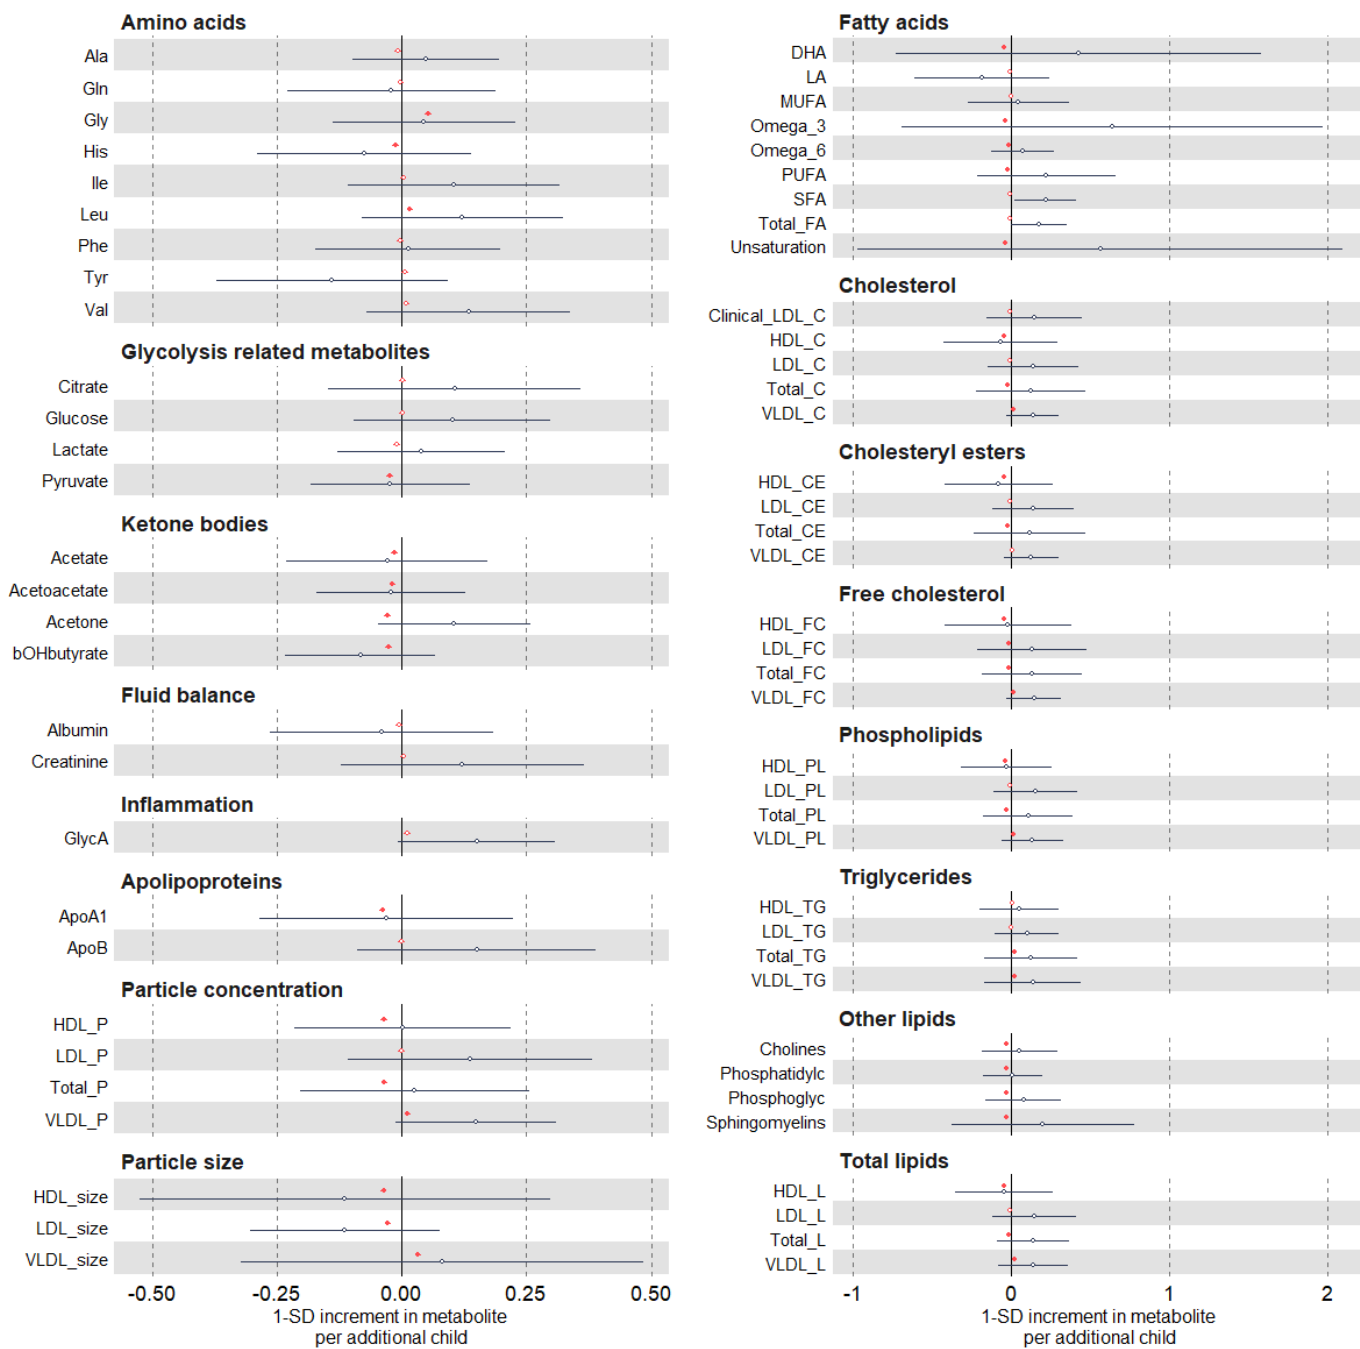 Amino acids
Ala
Gln
Gly
His
Ile
Leu
Phe
Tyr
Val
Glycolysis related metabolites
Citrate
Glucose
Lactate
Pyruvate
Ketone bodies
Acetate
Acetoacetate
Acetone
bOHbutyrate
Fluid balance
Albumin
Creatinine
Inflammation
GlycA
Apolipoproteins
ApoA1
ApoB
Particle concentration
HDL_P
LDL_P
Total_P
VLDL_P
Particle size
HDL_size
LDL_size
VLDL_size
-0.50 -0.25 0.00 0.25 0.50
1-SD increment in metabolite
per additional child
Fatty acids
DHA
LA
MUFA
Omega_3
Omega_6
PUFA
SFA
Total_FA
Unsaturation
Cholesterol
Clinical_LDL_C
HDL_C
LDL_C
Total_C
VLDL_C
Cholesteryl esters
HDL_CE
LDL_CE
Total_CE
VLDL_CE
Free cholesterol
HDL_FC
LDL_FC
Total_FC
VLDL_FC
Phospholipids
HDL_PL
LDL_PL
Total_PL
VLDL_PL
Triglycerides
HDL_TG
LDL_TG
Total_TG
VLDL_TG
Other lipids
Cholines
Phosphatidylc
Phosphoglyc
Sphingomyelins
Total lipids
HDL_L
LDL_L
Total_L
VLDL_L
-1 0 1 2
1-SD increment in metabolite
per additional child